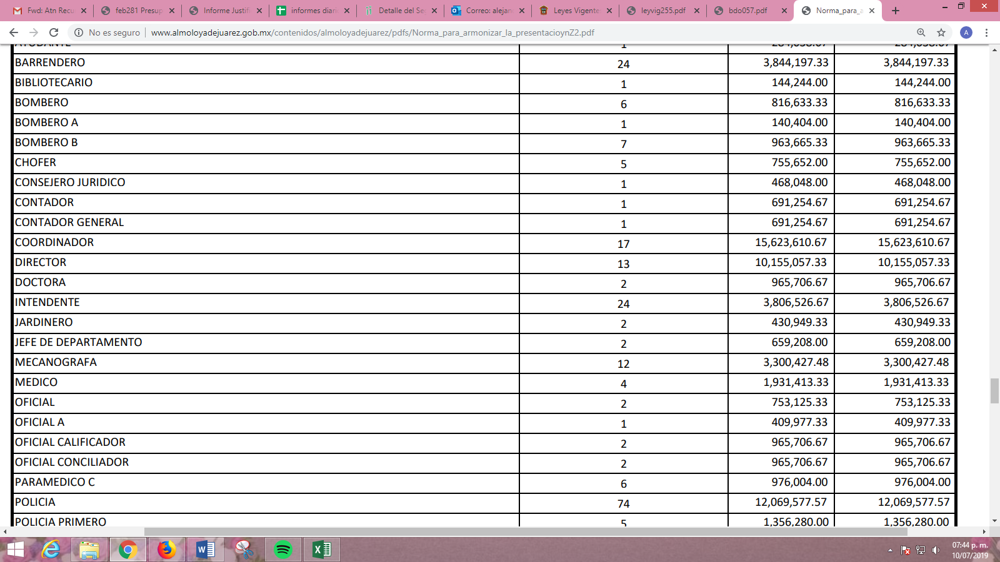 Fwd: Atn Recu
feb281 Presup
Informe Justifi
informes diari
Detalle del Se
Correo: alejan
Leyes Vigente
leyvig255.pdf
bdo057.pdf
Norma_para_a
No es seguro | www.almoloyadejuarez.gob.mx/contenidos/almoloyadejuarez/pdfs/Norma_para_armonizar_la_presentacioynZ2.pdf
A
AYUDANTE 1
BARRENDERO 24 3,844,197.33 3,844,197.33
BIBLIOTECARIO 1 144,244.00 144,244.00
BOMBERO 6 816,633.33 816,633.33
BOMBERO A 1 140,404.00 140,404.00
BOMBERO B 7 963,665.33 963,665.33
CHOFER 5 755,652.00 755,652.00
CONSEJERO JURIDICO 1 468,048.00 468,048.00
CONTADOR 1 691,254.67 691,254.67
CONTADOR GENERAL 1 691,254.67 691,254.67
COORDINADOR 17 15,623,610.67 15,623,610.67
DIRECTOR 13 10,155,057.33 10,155,057.33
DOCTORA 2 965,706.67 965,706.67
INTENDENTE 24 3,806,526.67 3,806,526.67
JARDINERO 2 430,949.33 430,949.33
JEFE DE DEPARTAMENTO 2 659,208.00 659,208.00
MECANOGRAFA 12 3,300,427.48 3,300,427.48
MEDICO 4 1,931,413.33 1,931,413.33
OFICIAL 2 753,125.33 753,125.33
OFICIAL A 1 409,977.33 409,977.33
OFICIAL CALIFICADOR 2 965,706.67 965,706.67
OFICIAL CONCILIADOR 2 965,706.67 965,706.67
PARAMEDICO C 6 976,004.00 976,004.00
POLICIA 74 12,069,577.57 12,069,577.57
POLICIA PRIMERO 5 1,356,280.00 1,356,280.00
07:44 p. m.
10/07/2019